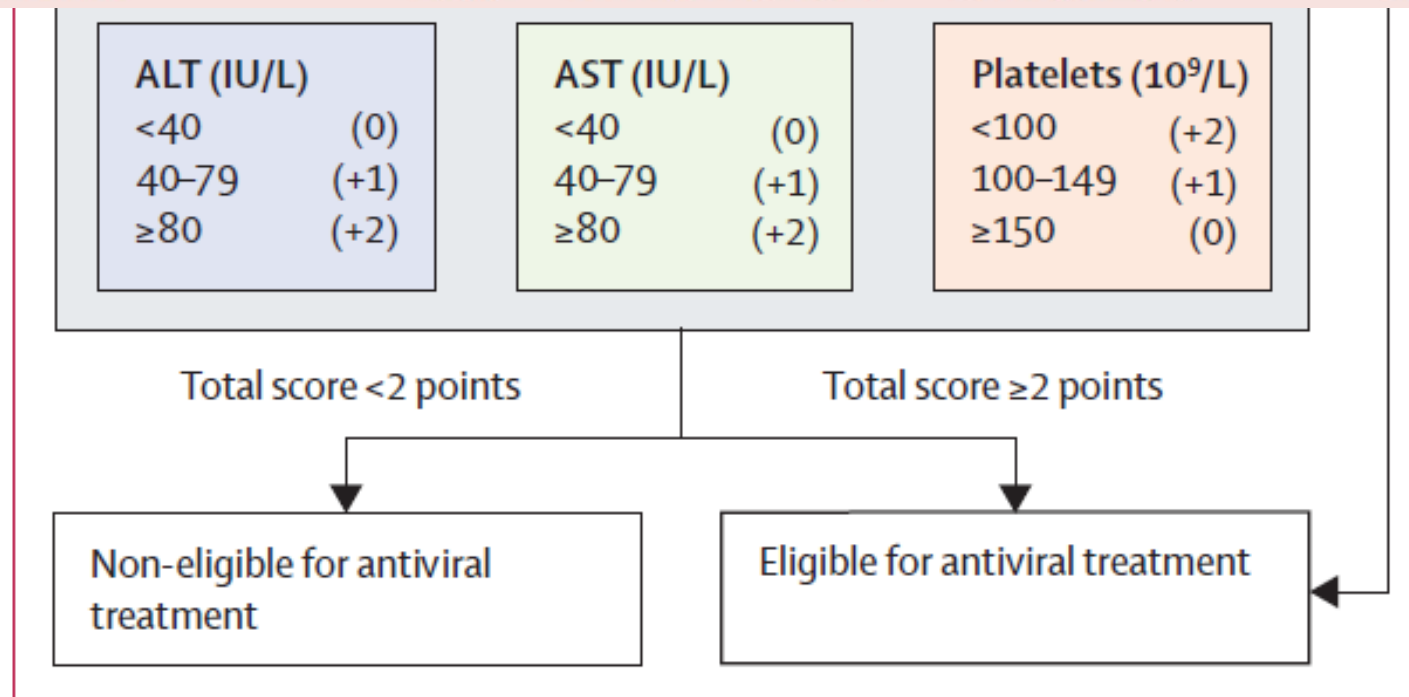 ALT (IU/L)
<40 (0)
40–79 (+1)
≥80 (+2)
AST (IU/L)
<40 (0)
40–79 (+1)
≥80 (+2)
Platelets (10⁹/L)
<100 (+2)
100–149 (+1)
≥150 (0)
Total score <2 points
Total score ≥2 points
Non-eligible for antiviral
treatment
Eligible for antiviral treatment